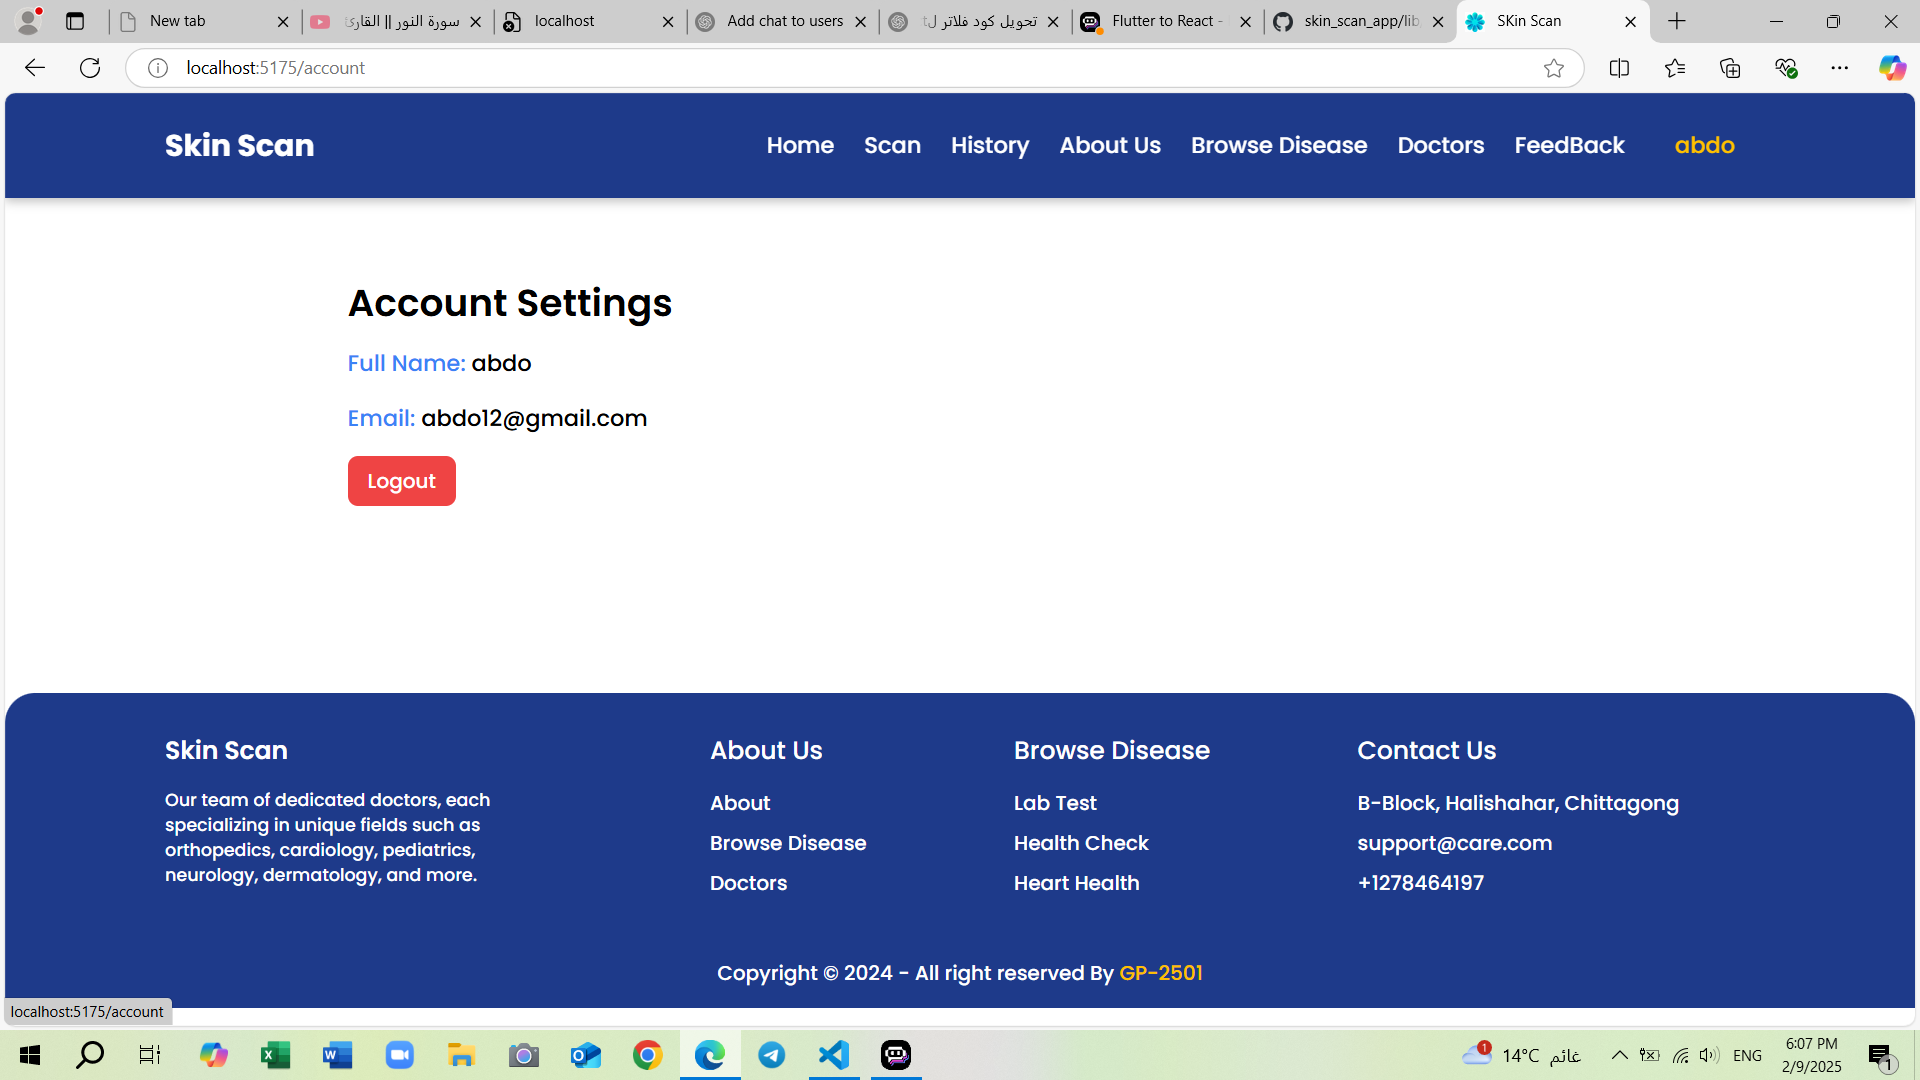 New tab
سورة النور || القارئ
localhost
Add chat to users
تحويل كود فلاتر ل
Flutter to React -
skin_scan_app/lib
SKin Scan
localhost:5175/account
Skin Scan
Home Scan History About Us Browse Disease Doctors FeedBack abdo
Account Settings
Full Name: abdo
Email: abdo12@gmail.com
Logout
Skin Scan
Our team of dedicated doctors, each
specializing in unique fields such as
orthopedics, cardiology, pediatrics,
neurology, dermatology, and more.
About Us
About
Browse Disease
Doctors
Browse Disease
Lab Test
Health Check
Heart Health
Contact Us
B-Block, Halishahar, Chittagong
support@care.com
+1278464197
Copyright © 2024 - All right reserved By GP-2501
localhost:5175/account
1
14°C غائم
ENG
6:07 PM
2/9/2025
1